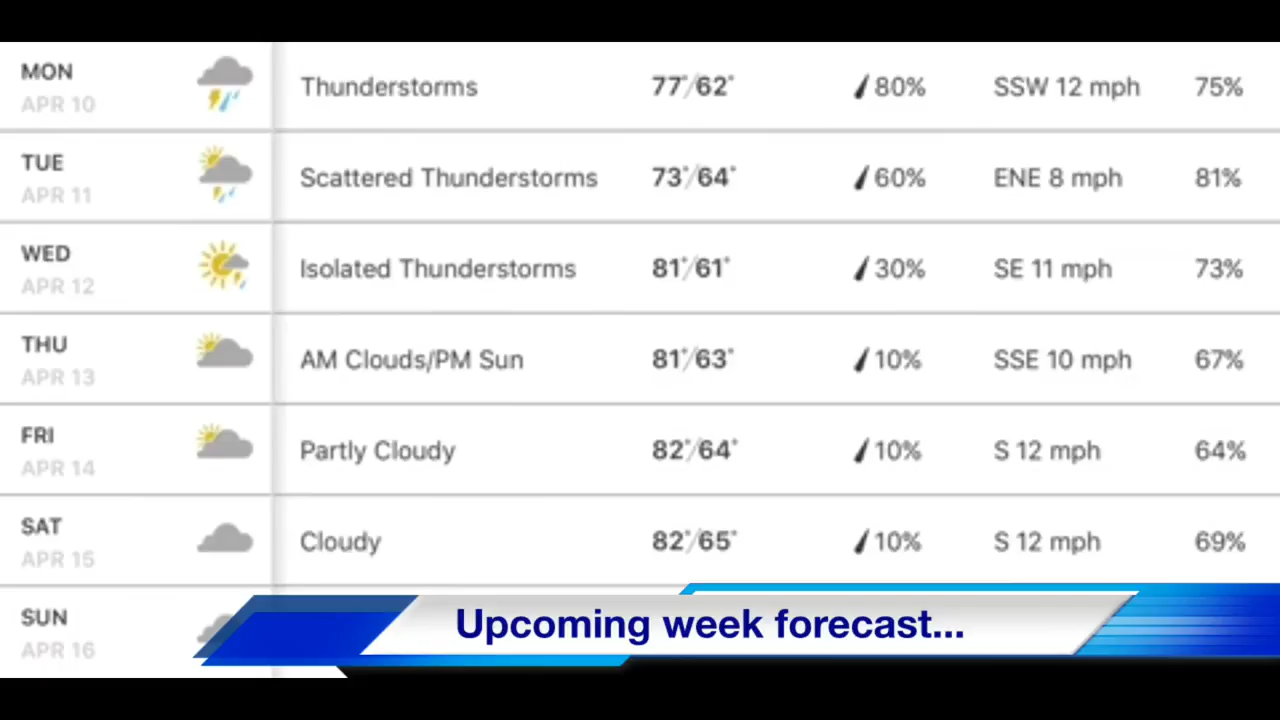 MON
APR 10
Thunderstorms 77°/62° 80% SSW 12 mph 75%
TUE
APR 11
Scattered Thunderstorms 73°/64° 60% ENE 8 mph 81%
WED
APR 12
Isolated Thunderstorms 81°/61° 30% SE 11 mph 73%
THU
APR 13
AM Clouds/PM Sun 81°/63° 10% SSE 10 mph 67%
FRI
APR 14
Partly Cloudy 82°/64° 10% S 12 mph 64%
SAT
APR 15
Cloudy 82°/65° 10% S 12 mph 69%
SUN
APR 16
Upcoming week forecast...